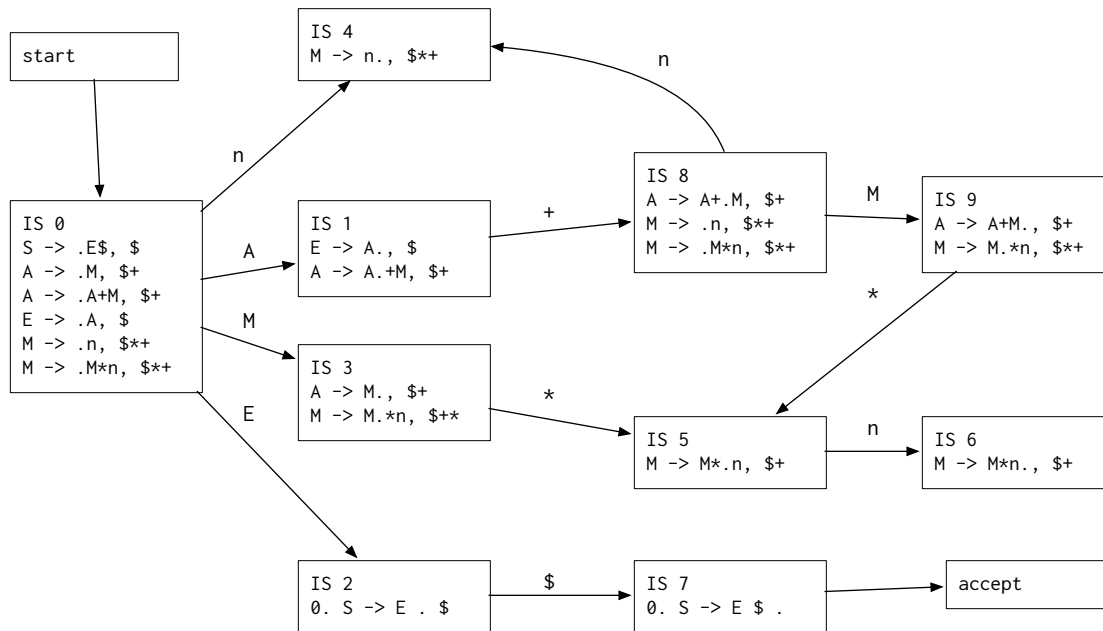 start
IS 4
M -> n., $*+
n
n
IS 0
S -> .E$, $
A -> .M, $+
A -> .A+M, $+
E -> .A, $
M -> .n, $*+
M -> .M*n, $*+
A
IS 1
E -> A., $
A -> A.+M, $+
+
IS 8
A -> A+.M, $+
M -> .n, $*+
M -> .M*n, $*+
M
IS 9
A -> A+M., $+
M -> M.*n, $*+
*
M
IS 3
A -> M., $+
M -> M.*n, $+*
*
IS 5
M -> M*.n, $+
n
IS 6
M -> M*n., $+
E
IS 2
0. S -> E . $
$
IS 7
0. S -> E $ .
accept